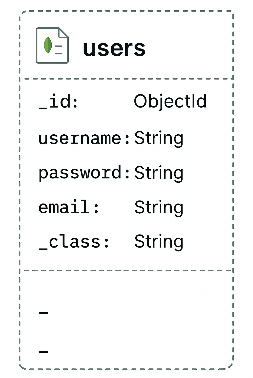 users
_id: ObjectId
username: String
password: String
email: String
_class: String
–
–